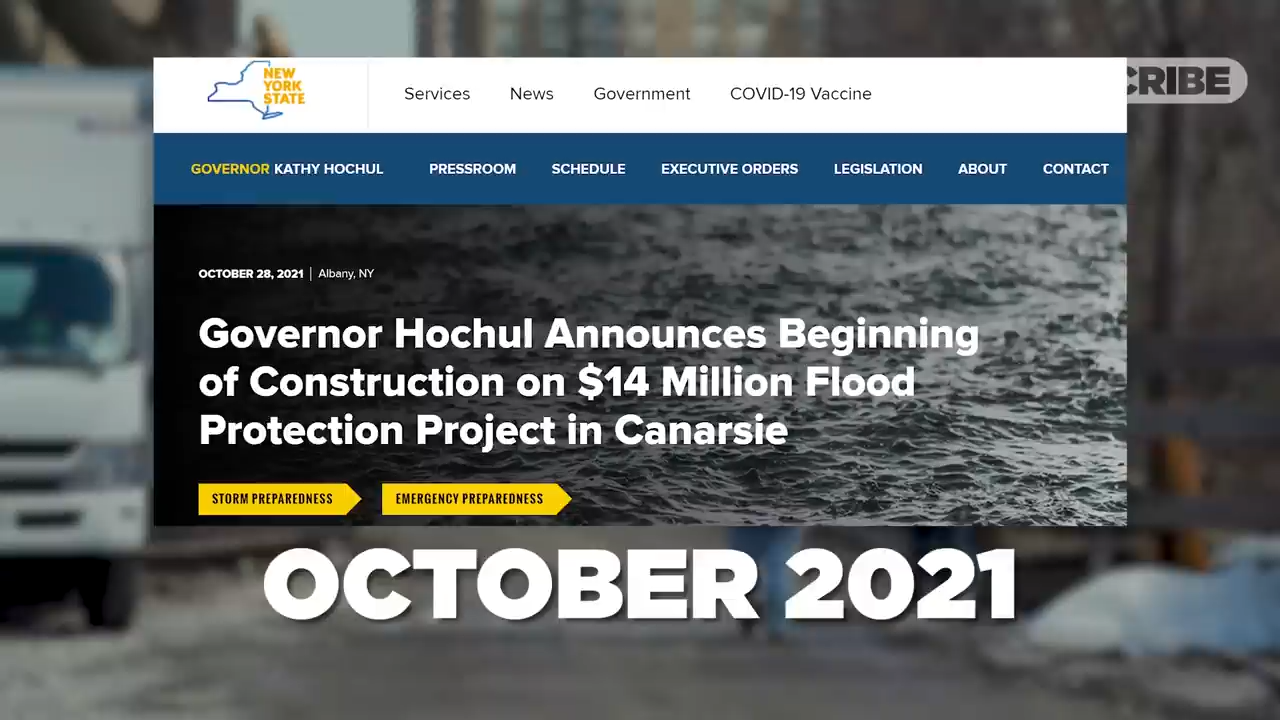 NEW
YORK
STATE
Services News Government COVID-19 Vaccine
CRIBE
GOVERNOR KATHY HOCHUL PRESSROOM SCHEDULE EXECUTIVE ORDERS LEGISLATION ABOUT CONTACT
OCTOBER 28, 2021 | Albany, NY
Governor Hochul Announces Beginning
of Construction on $14 Million Flood
Protection Project in Canarsie
STORM PREPAREDNESS EMERGENCY PREPAREDNESS
OCTOBER 2021